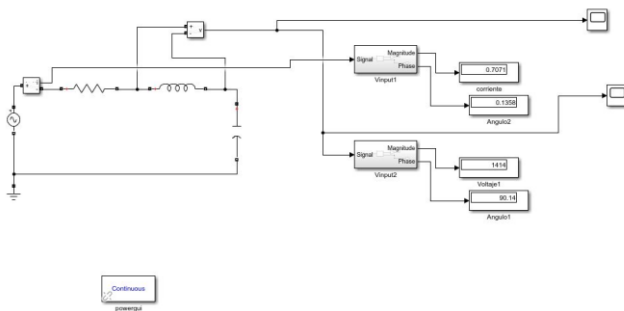 v
Signal
Magnitude
Phase
Vinput1
0.7071
corriente
0.1358
Angulo2
Signal
Magnitude
Phase
Vinput2
1414
Voltaje1
90.14
Angulo1
Continuous
powergui